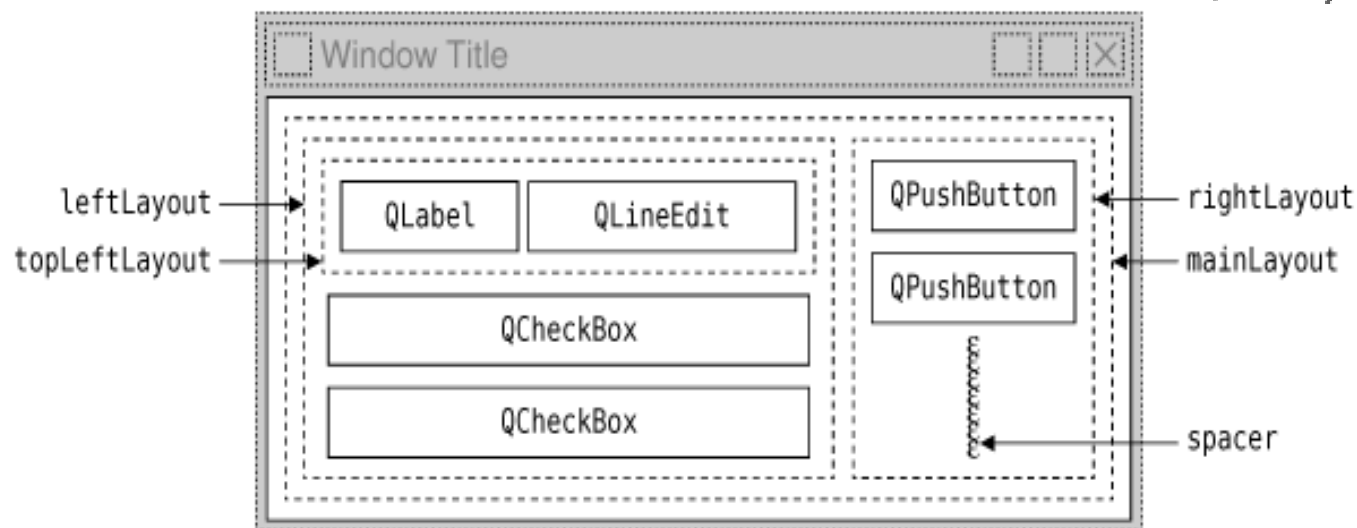 Window Title
leftLayout
topLeftLayout
QLabel
QLineEdit
QCheckBox
QCheckBox
QPushButton
QPushButton
rightLayout
mainLayout
spacer